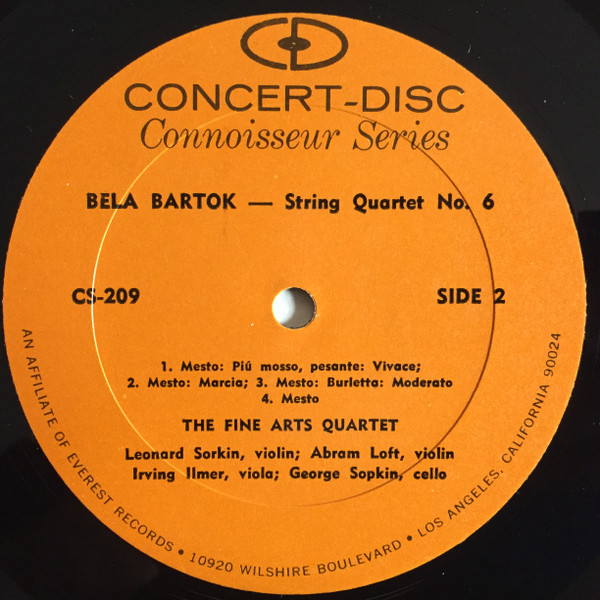 CD
CONCERT-DISC
Connoisseur Series
BELA BARTOK — String Quartet No. 6
CS-209
SIDE 2
1. Mesto: Piú mosso, pesante: Vivace;
2. Mesto: Marcia; 3. Mesto: Burletta: Moderato
4. Mesto
THE FINE ARTS QUARTET
Leonard Sorkin, violin; Abram Loft, violin
Irving Ilmer, viola; George Sopkin, cello
AN AFFILIATE OF EVEREST RECORDS • 10920 WILSHIRE BOULEVARD • LOS ANGELES, CALIFORNIA 90024